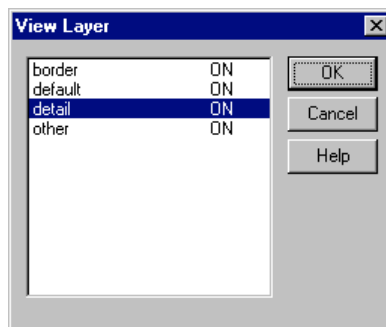 View Layer
border ON
default ON
detail ON
other ON
OK
Cancel
Help